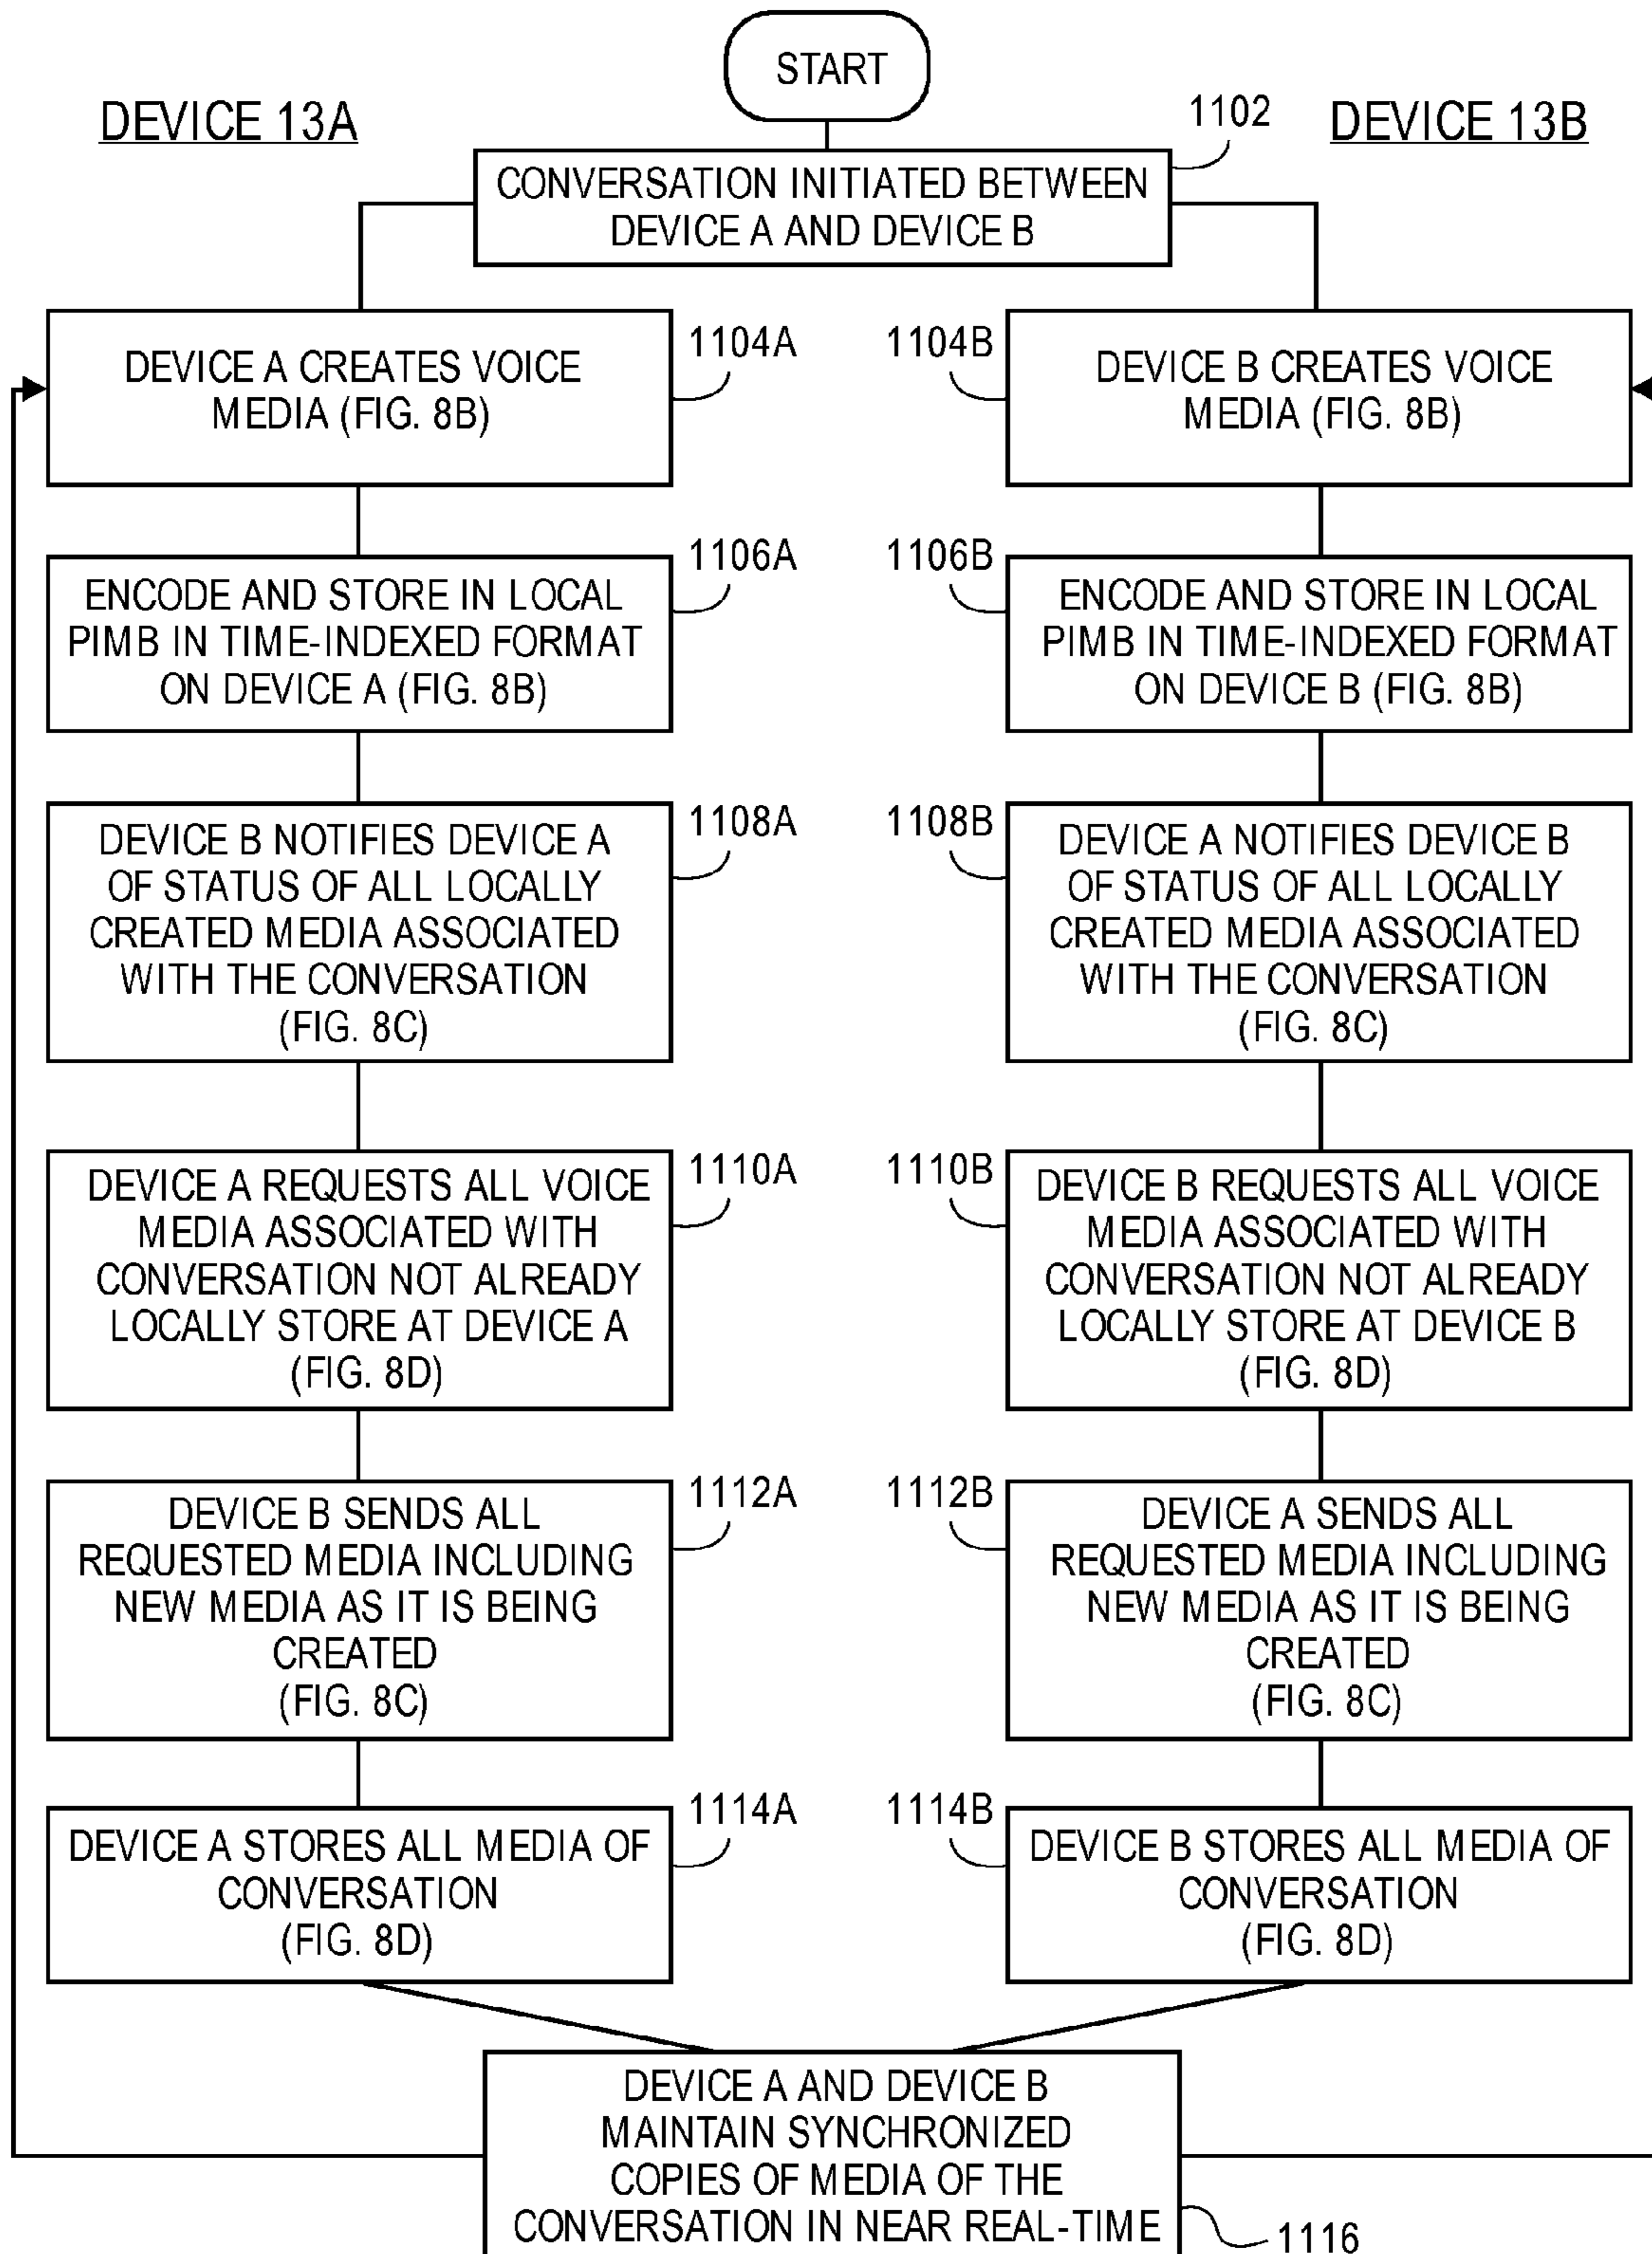 START
DEVICE 13A
1102
DEVICE 13B
CONVERSATION INITIATED BETWEEN
DEVICE A AND DEVICE B
DEVICE A CREATES VOICE
MEDIA (FIG. 8B)
1104A
1104B
DEVICE B CREATES VOICE
MEDIA (FIG. 8B)
ENCODE AND STORE IN LOCAL
PIMB IN TIME-INDEXED FORMAT
ON DEVICE A (FIG. 8B)
1106A
1106B
ENCODE AND STORE IN LOCAL
PIMB IN TIME-INDEXED FORMAT
ON DEVICE B (FIG. 8B)
DEVICE B NOTIFIES DEVICE A
OF STATUS OF ALL LOCALLY
CREATED MEDIA ASSOCIATED
WITH THE CONVERSATION
(FIG. 8C)
1108A
1108B
DEVICE A NOTIFIES DEVICE B
OF STATUS OF ALL LOCALLY
CREATED MEDIA ASSOCIATED
WITH THE CONVERSATION
(FIG. 8C)
DEVICE A REQUESTS ALL VOICE
MEDIA ASSOCIATED WITH
CONVERSATION NOT ALREADY
LOCALLY STORE AT DEVICE A
(FIG. 8D)
1110A
1110B
DEVICE B REQUESTS ALL VOICE
MEDIA ASSOCIATED WITH
CONVERSATION NOT ALREADY
LOCALLY STORE AT DEVICE B
(FIG. 8D)
DEVICE B SENDS ALL
REQUESTED MEDIA INCLUDING
NEW MEDIA AS IT IS BEING
CREATED
(FIG. 8C)
1112A
1112B
DEVICE A SENDS ALL
REQUESTED MEDIA INCLUDING
NEW MEDIA AS IT IS BEING
CREATED
(FIG. 8C)
DEVICE A STORES ALL MEDIA OF
CONVERSATION
(FIG. 8D)
1114A
1114B
DEVICE B STORES ALL MEDIA OF
CONVERSATION
(FIG. 8D)
DEVICE A AND DEVICE B
MAINTAIN SYNCHRONIZED
COPIES OF MEDIA OF THE
CONVERSATION IN NEAR REAL-TIME
1116